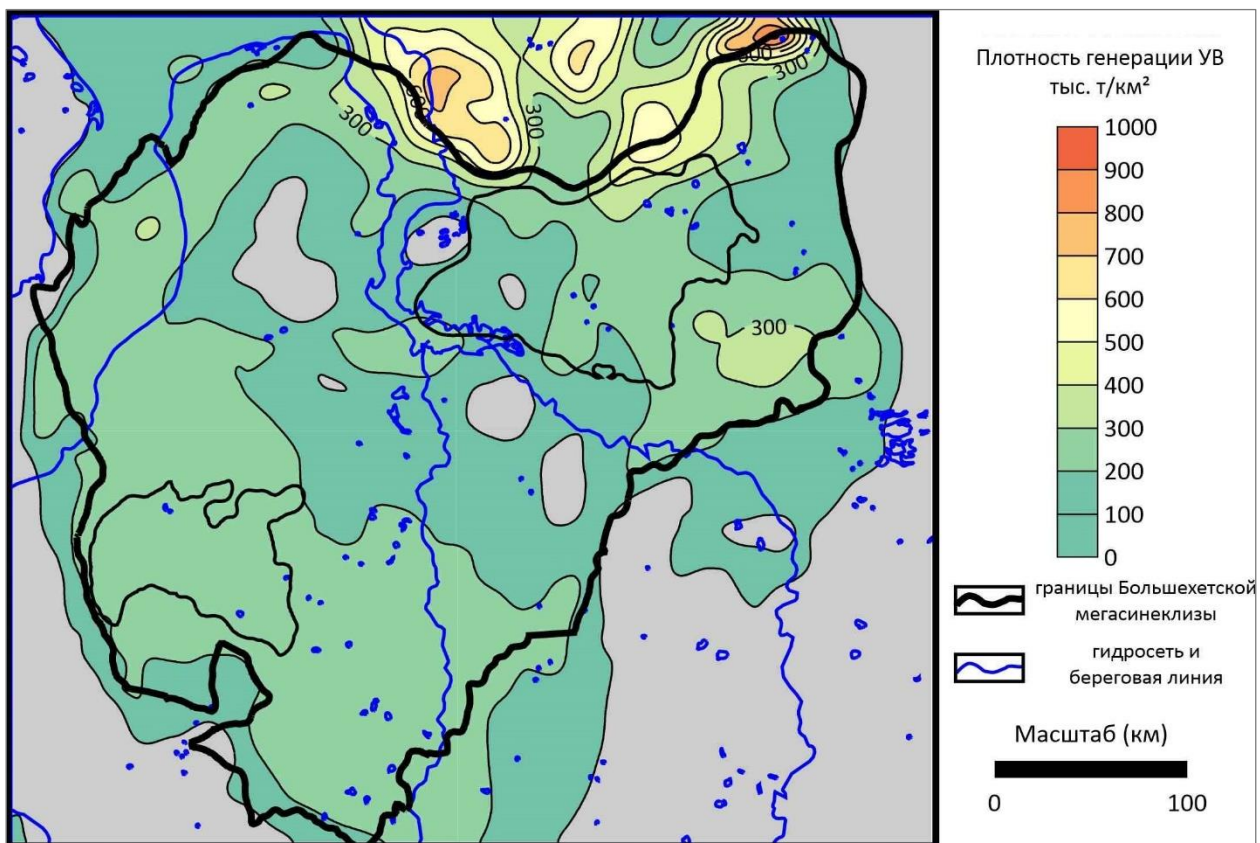 300
600
300
300
300
300
Плотность генерации УВ
тыс. т/км²
1000
900
800
700
600
500
400
300
200
100
0
границы Большехетской
мегасинеклизы
гидросеть и
береговая линия
Масштаб (км)
0 100